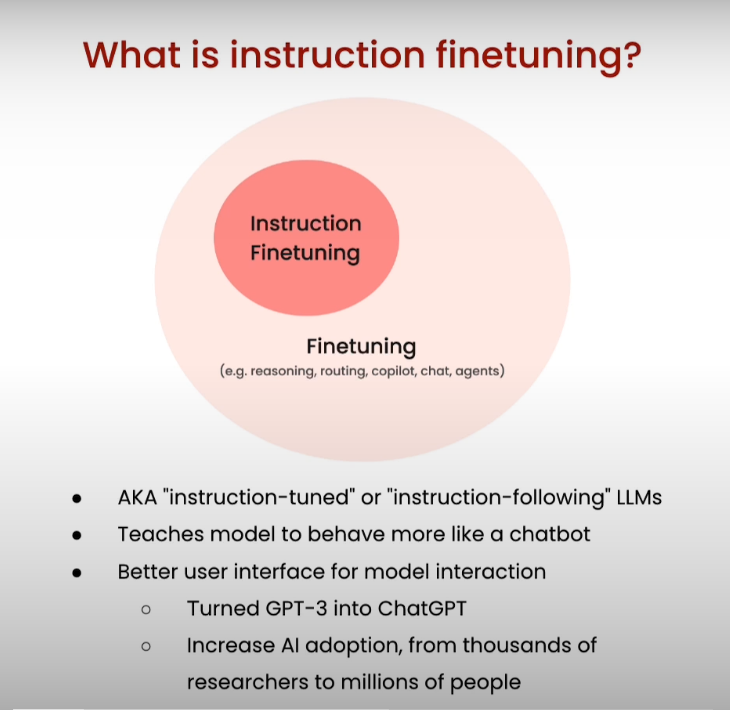 What is instruction finetuning?
Instruction
Finetuning
Finetuning
(e.g. reasoning, routing, copilot, chat, agents)
● AKA "instruction-tuned" or "instruction-following" LLMs
● Teaches model to behave more like a chatbot
● Better user interface for model interaction
○ Turned GPT-3 into ChatGPT
○ Increase AI adoption, from thousands of
researchers to millions of people